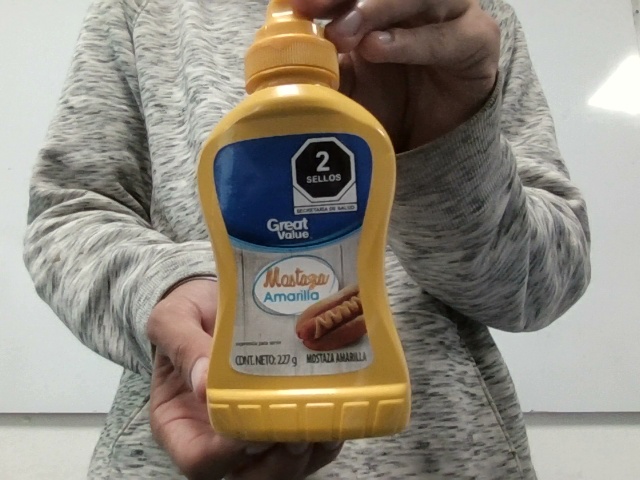 2
SELLOS
SECRETARÍA DE SALUD
Great
Value
Mostaza
Amarilla
CONT. NETO: 227 g MOSTAZA AMARILLA